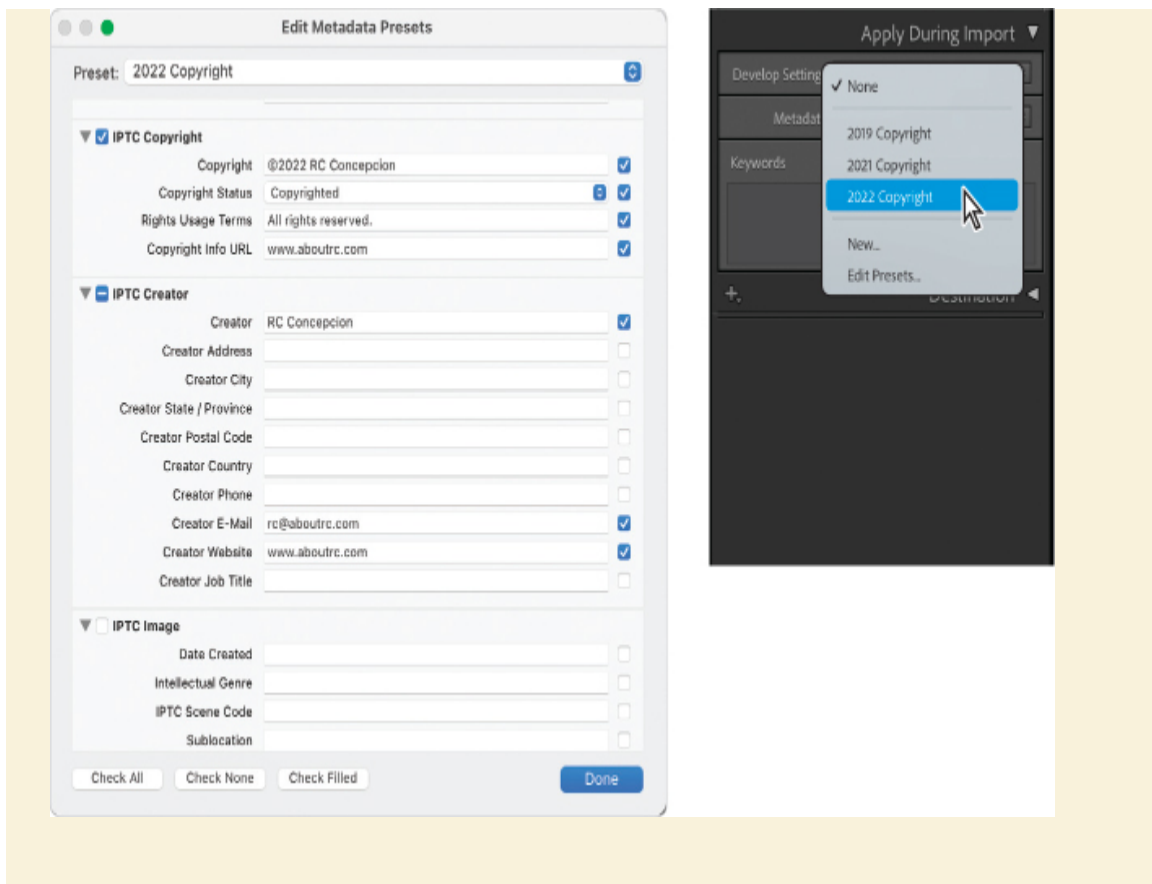 Edit Metadata Presets
Preset: 2022 Copyright
IPTC Copyright
Copyright ©2022 RC Concepcion
Copyright Status Copyrighted
Rights Usage Terms All rights reserved.
Copyright Info URL www.aboutrc.com
IPTC Creator
Creator RC Concepcion
Creator Address
Creator City
Creator State / Province
Creator Postal Code
Creator Country
Creator Phone
Creator E-Mail rc@aboutrc.com
Creator Website www.aboutrc.com
Creator Job Title
IPTC Image
Date Created
Intellectual Genre
IPTC Scene Code
Sublocation
Check All Check None Check Filled Done
Apply During Import
Develop Setting
None
Metadat
2019 Copyright
Keywords
2021 Copyright
2022 Copyright
New...
Edit Presets...
Destination